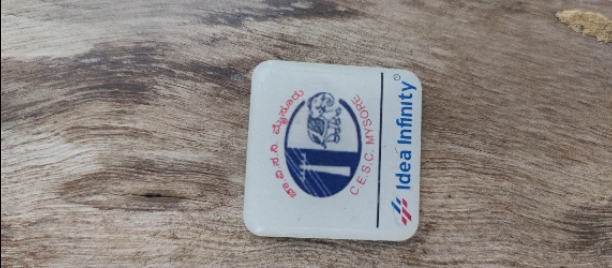 ಚಾ.ವಿ.ಸ.ನಿ ಮೈಸೂರು
C.E.S.C. MYSORE
Idea Infinity